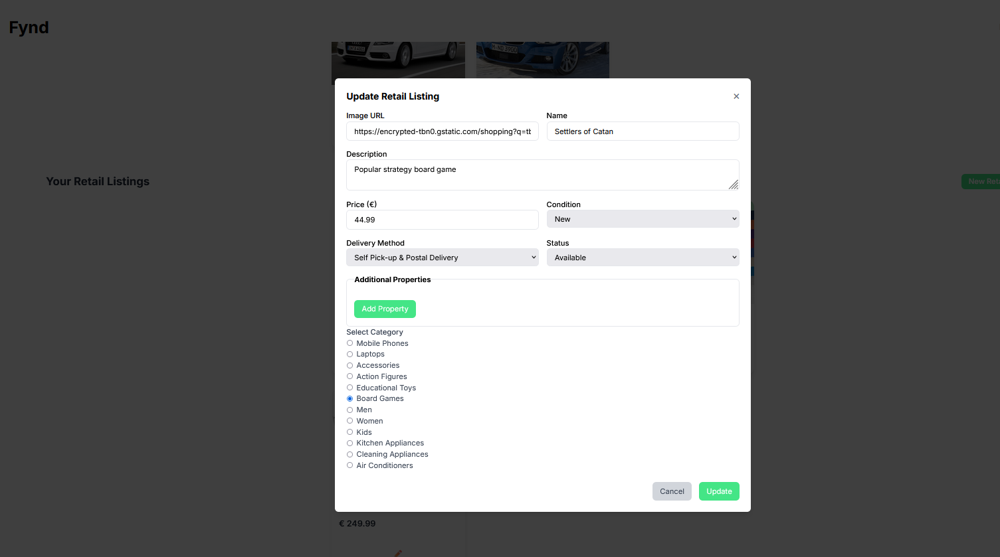 Fynd
Update Retail Listing
×
Image URL
Name
https://encrypted-tbn0.gstatic.com/shopping?q=tb
Settlers of Catan
Description
Popular strategy board game
Your Retail Listings
New Reta
Price (€)
Condition
44.99
New
Delivery Method
Status
Self Pick-up & Postal Delivery
Available
Additional Properties
Add Property
Select Category
Mobile Phones
Laptops
Accessories
Action Figures
Educational Toys
Board Games
Men
Women
Kids
Kitchen Appliances
Cleaning Appliances
Air Conditioners
Cancel
Update
€ 249.99